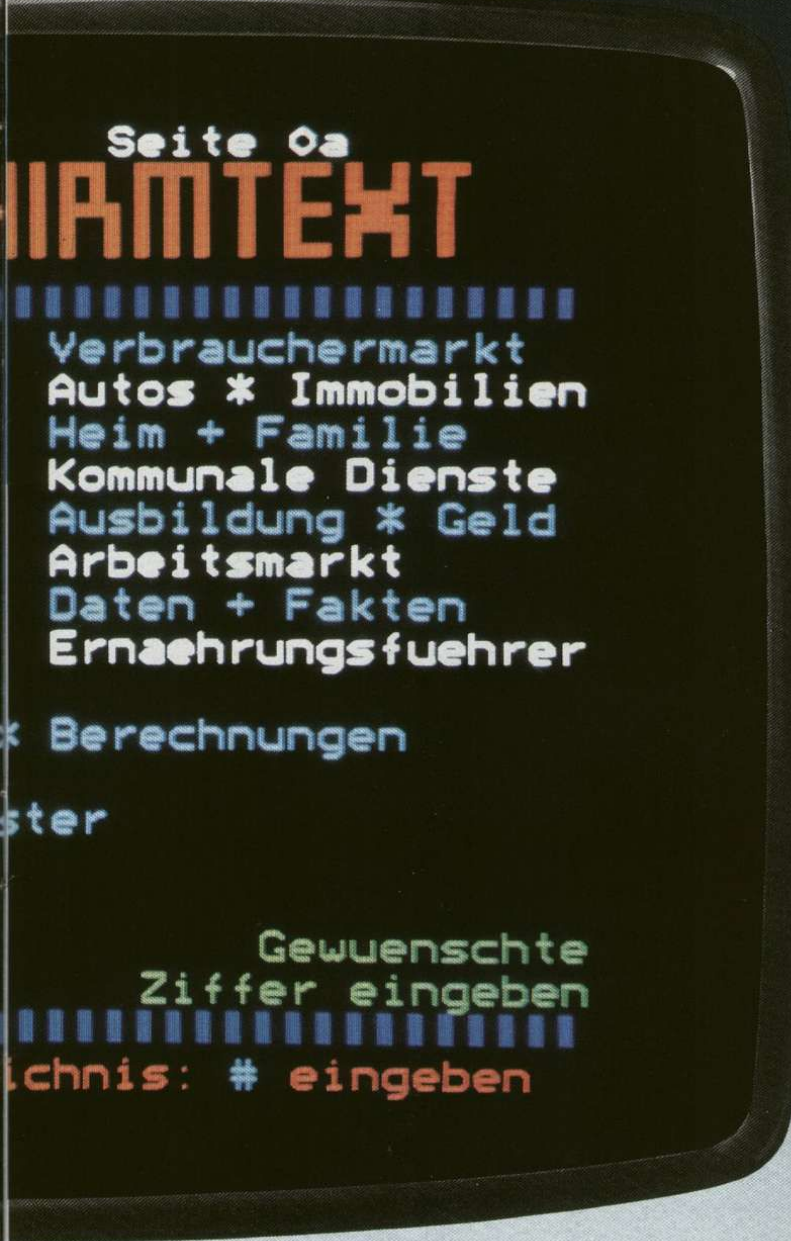 Seite 0a
IRMTEXT
Verbrauchermarkt
Autos * Immobilien
Heim + Familie
Kommunale Dienste
Ausbildung * Geld
Arbeitsmarkt
Daten + Fakten
Ernaehrungsfuehrer
* Berechnungen
ster
Gewuenschte
Ziffer eingeben
ichnis: # eingeben